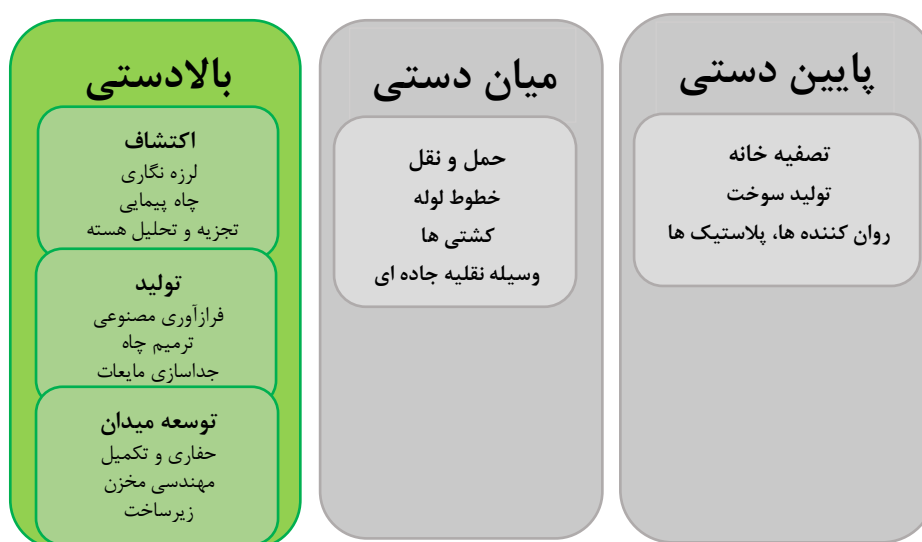 بالادستی
اکتشاف
لرزه نگاری
چاه پیمایی
تجزیه و تحلیل هسته
تولید
فرازآوری مصنوعی
ترمیم چاه
جداسازی مایعات
توسعه میدان
حفاری و تکمیل
مهندسی مخزن
زیرساخت
میان دستی
حمل و نقل
خطوط لوله
کشتی ها
وسیله نقلیه جاده ای
پایین دستی
تصفیه خانه
تولید سوخت
روان کننده ها، پلاستیک ها